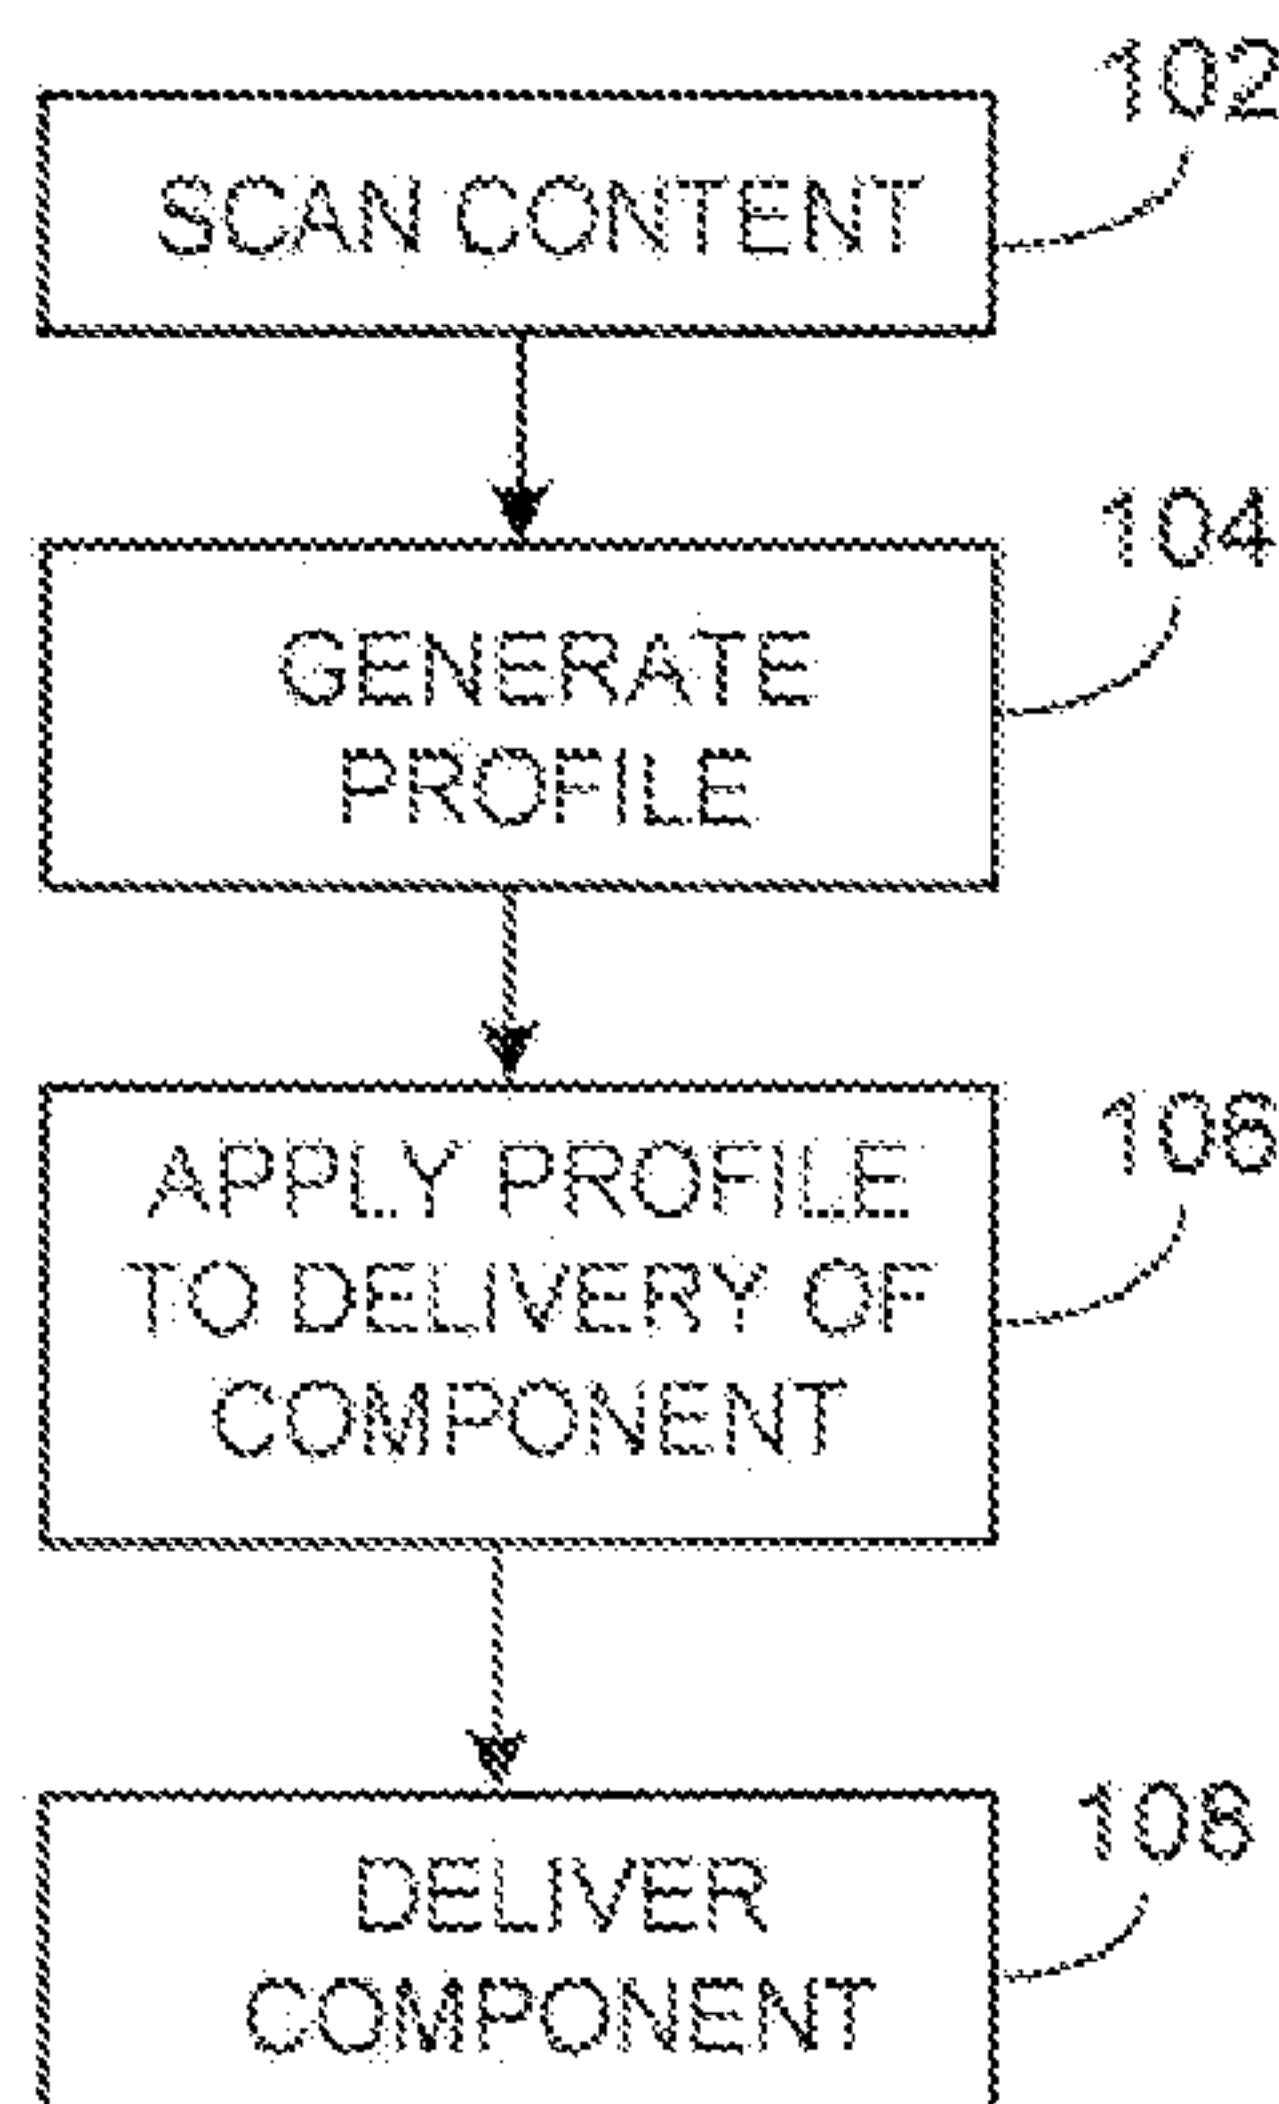 102
SCAN CONTENT
104
GENERATE
PROFILE
106
APPLY PROFILE
TO DELIVERY OF
COMPONENT
108
DELIVER
COMPONENT